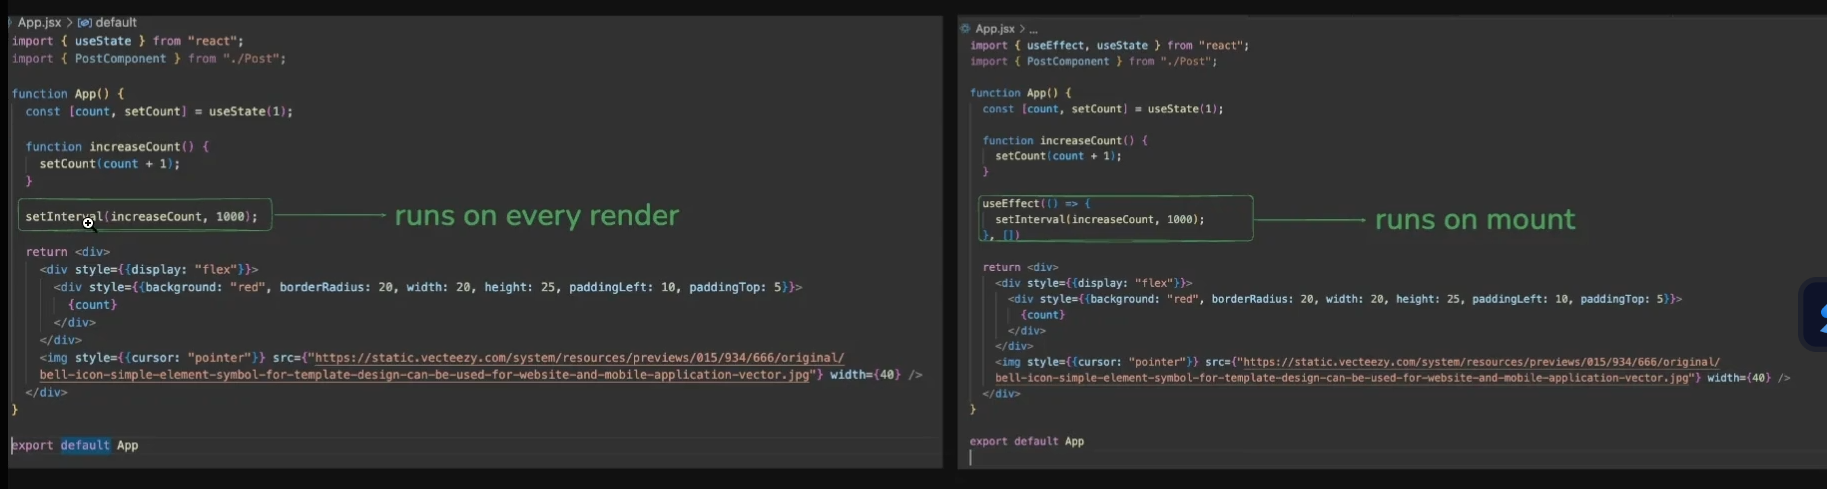 App.jsx > default
import { useState } from "react";
import { PostComponent } from "./Post";
function App() {
const [count, setCount] = useState(1);
function increaseCount() {
setCount(count + 1);
}
setInterval(increaseCount, 1000);
runs on every render
return <div>
<div style={{display: "flex"}}>
<div style={{background: "red", borderRadius: 20, width: 20, height: 25, paddingLeft: 10, paddingTop: 5}}>
{count}
</div>
</div>
<img style={{cursor: "pointer"}} src={"https://static.vecteezy.com/system/resources/previews/015/934/666/original/
bell-icon-simple-element-symbol-for-template-design-can-be-used-for-website-and-mobile-application-vector.jpg"} width={40} />
</div>
}
export default App
App.jsx > ...
import { useEffect, useState } from "react";
import { PostComponent } from "./Post";
function App() {
const [count, setCount] = useState(1);
function increaseCount() {
setCount(count + 1);
}
useEffect(() => {
setInterval(increaseCount, 1000);
}, [])
runs on mount
return <div>
<div style={{display: "flex"}}>
<div style={{background: "red", borderRadius: 20, width: 20, height: 25, paddingLeft: 10, paddingTop: 5}}>
{count}
</div>
</div>
<img style={{cursor: "pointer"}} src={"https://static.vecteezy.com/system/resources/previews/015/934/666/original/
bell-icon-simple-element-symbol-for-template-design-can-be-used-for-website-and-mobile-application-vector.jpg"} width={40} />
</div>
}
export default App